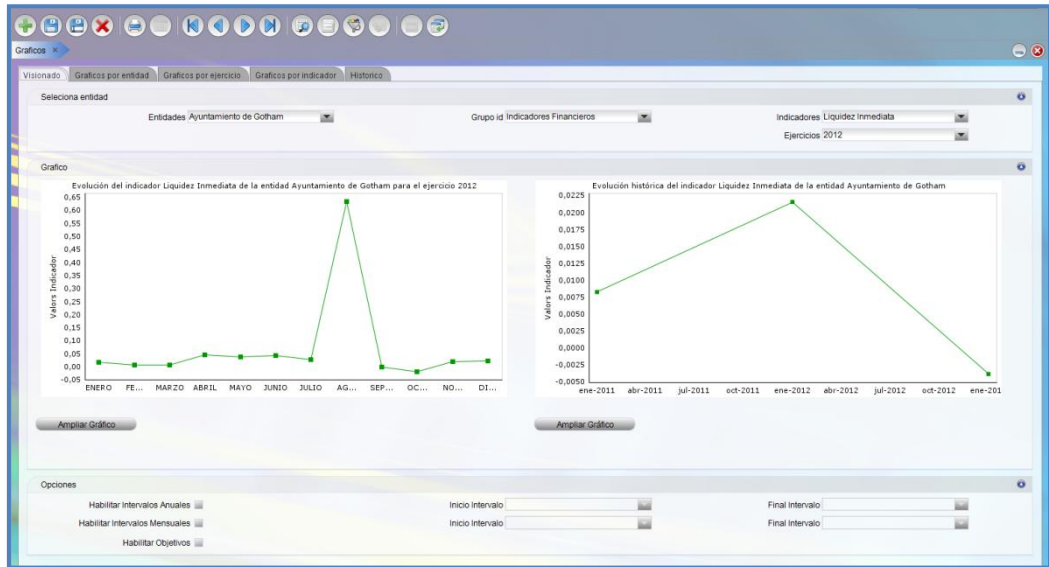 Graficos ×
Visionado Graficos por entidad Graficos por ejercicio Graficos por indicador Historico
Selecciona entidad
Entidades Ayuntamiento de Gotham Grupo id Indicadores Financieros Indicadores Liquidez Inmediata
Ejercicios 2012
Grafico
Evolución del indicador Liquidez Inmediata de la entidad Ayuntamiento de Gotham para el ejercicio 2012
0,65
0,60
0,55
0,50
0,45
0,40
0,35
0,30
0,25
0,20
0,15
0,10
0,05
0,00
-0,05
Valors Indicador
ENERO FE... MARZO ABRIL MAYO JUNIO JULIO AG... SEP... OC... NO... DI...
Evolución histórica del indicador Liquidez Inmediata de la entidad Ayuntamiento de Gotham
0,0225
0,0200
0,0175
0,0150
0,0125
0,0100
0,0075
0,0050
0,0025
0,0000
-0,0025
-0,0050
Valors Indicador
ene-2011 abr-2011 jul-2011 oct-2011 ene-2012 abr-2012 jul-2012 oct-2012 ene-201
Ampliar Gráfico Ampliar Gráfico
Opciones
Habilitar Intervalos Anuales Inicio Intervalo Final Intervalo
Habilitar Intervalos Mensuales Inicio Intervalo Final Intervalo
Habilitar Objetivos